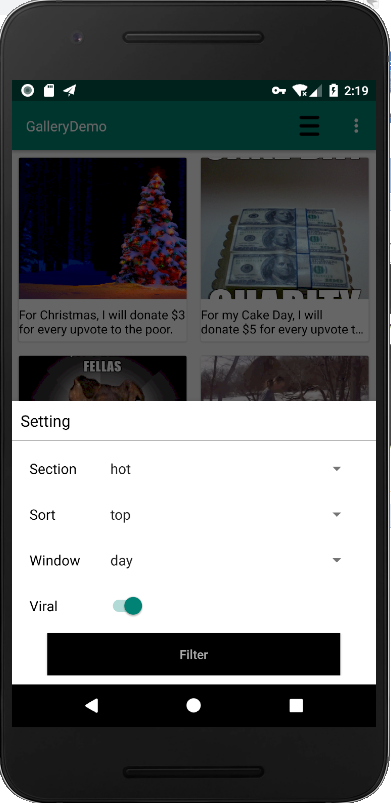 2:19
GalleryDemo
For Christmas, I will donate $3
for every upvote to the poor.
CHARITY
For my Cake Day, I will
donate $5 for every upvote t...
FELLAS
Setting
Section hot
Sort top
Window day
Viral
Filter